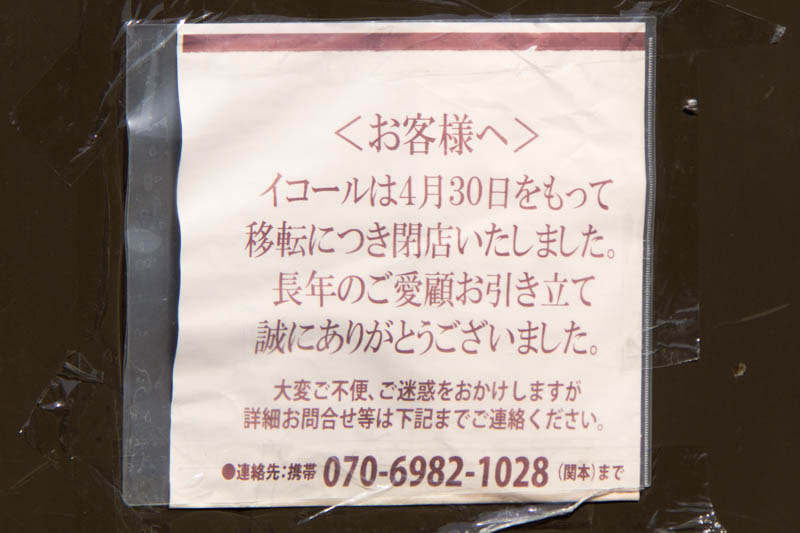 ＜お客様へ＞
イコールは4月30日をもって
移転につき閉店いたしました。
長年のご愛顧お引き立て
誠にありがとうございました。
大変ご不便、ご迷惑をおかけしますが
詳細お問合せ等は下記までご連絡ください。
●連絡先：携帯 070-6982-1028（関本）まで